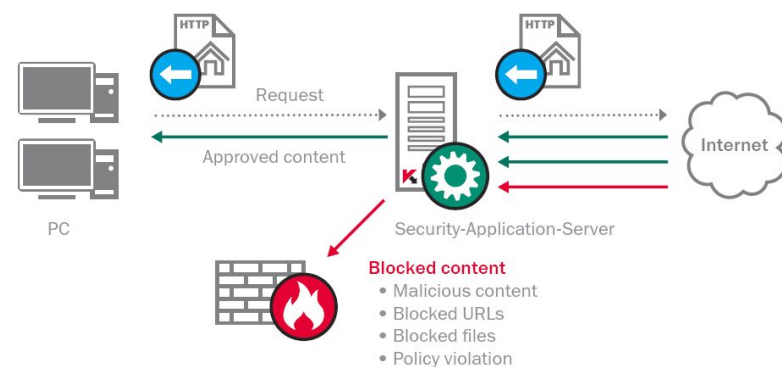 HTTP
HTTP
Request
Approved content
Internet
PC
Security-Application-Server
Blocked content
• Malicious content
• Blocked URLs
• Blocked files
• Policy violation